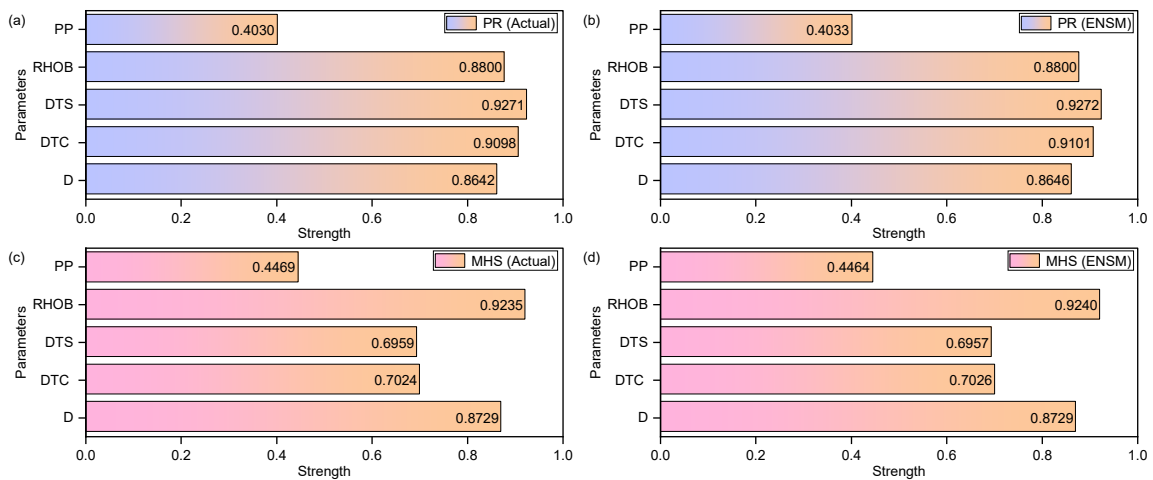 (a)
PR (Actual)
Parameters
PP
0.4030
RHOB
0.8800
DTS
0.9271
DTC
0.9098
D
0.8642
0.0 0.2 0.4 0.6 0.8 1.0
Strength
(b)
PR (ENSM)
Parameters
PP
0.4033
RHOB
0.8800
DTS
0.9272
DTC
0.9101
D
0.8646
0.0 0.2 0.4 0.6 0.8 1.0
Strength
(c)
MHS (Actual)
Parameters
PP
0.4469
RHOB
0.9235
DTS
0.6959
DTC
0.7024
D
0.8729
0.0 0.2 0.4 0.6 0.8 1.0
Strength
(d)
MHS (ENSM)
Parameters
PP
0.4464
RHOB
0.9240
DTS
0.6957
DTC
0.7026
D
0.8729
0.0 0.2 0.4 0.6 0.8 1.0
Strength